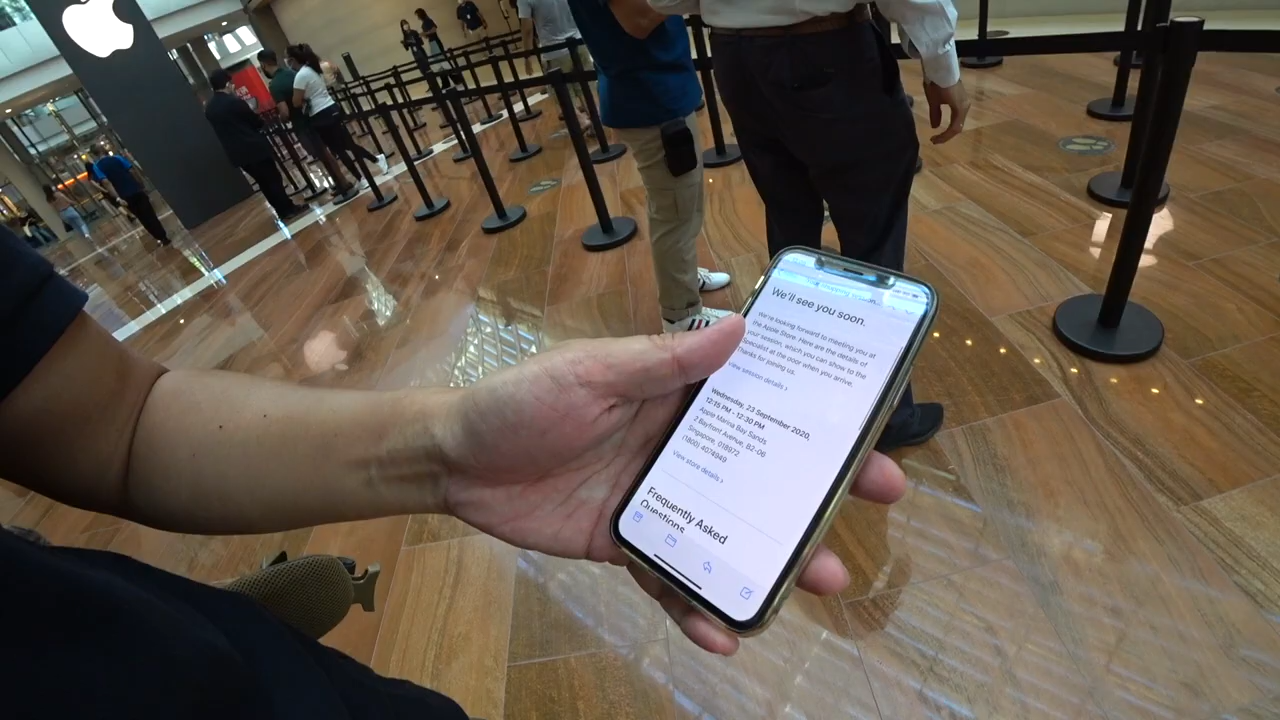 shopping session...
We'll see you soon.
We're looking forward to meeting you at
the Apple Store. Here are the details of
your session, which you can show to the
Specialist at the door when you arrive.
Thanks for joining us.
View session details ›
Wednesday, 23 September 2020,
12:15 PM - 12:30 PM
Apple Marina Bay Sands
2 Bayfront Avenue, B2-06
Singapore, 018972
(1800) 4074949
View store details ›
Frequently Asked
Questions